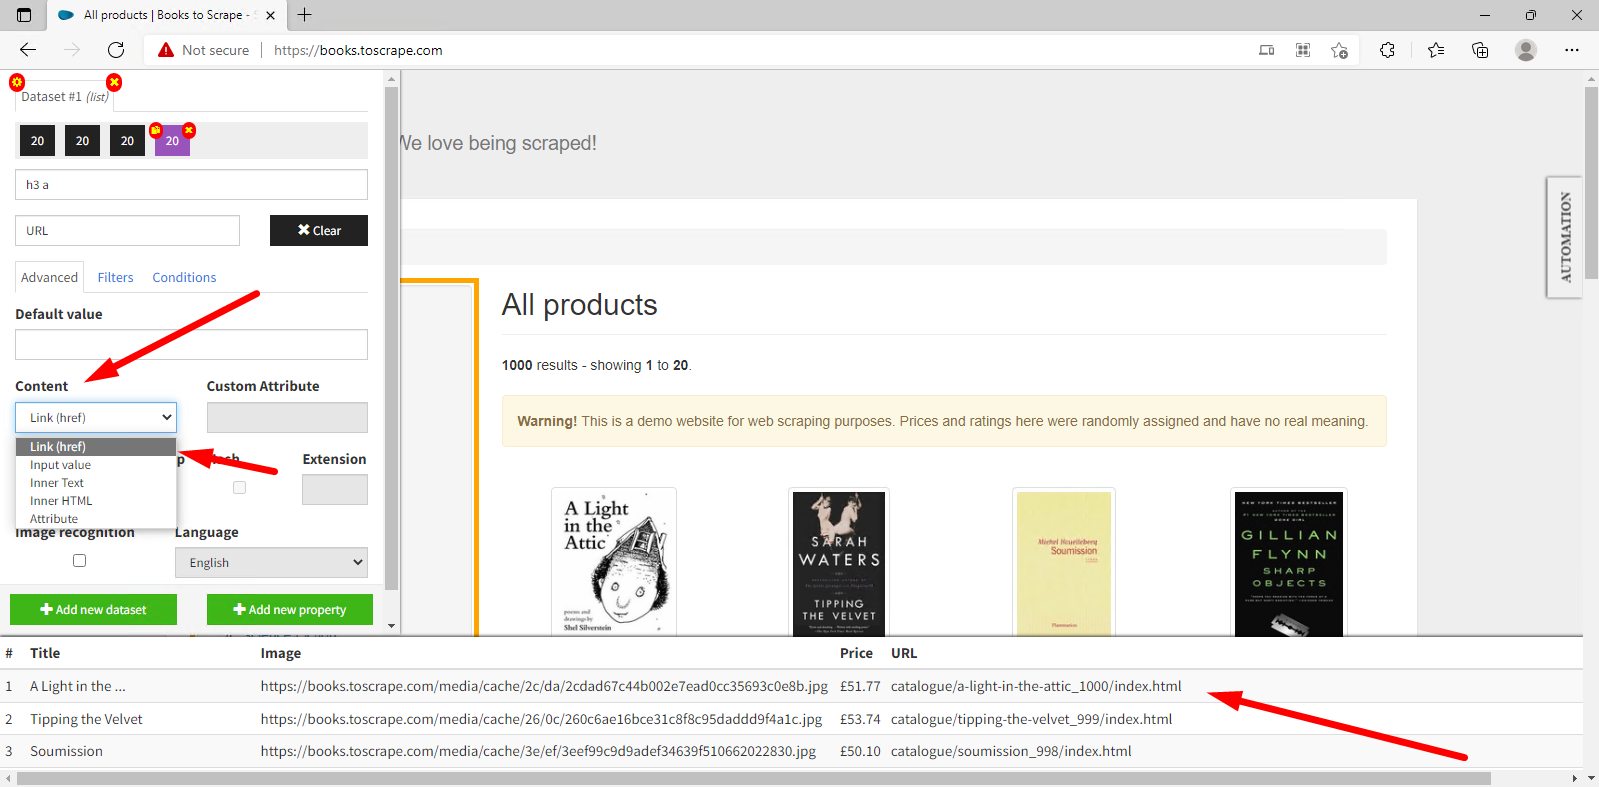 All products | Books to Scrape -
Not secure
https://books.toscrape.com
Dataset #1 (list)
20
20
20
20
h3 a
URL
Clear
Advanced
Filters
Conditions
Default value
Content
Custom Attribute
Link (href)
Link (href)
Input value
Inner Text
Inner HTML
Attribute
Extension
Image recognition
Language
English
Add new dataset
Add new property
We love being scraped!
AUTOMATION
All products
1000 results - showing 1 to 20.
Warning! This is a demo website for web scraping purposes. Prices and ratings here were randomly assigned and have no real meaning.
A Light
in the
Attic
poems and
drawings by
Shel Silverstein
SARAH
WATERS
TIPPING
THE VELVET
Michel Houellebecq
Soumission
Flammarion
NEW YORK TIMES BESTSELLER
GONE GIRL
GILLIAN
FLYNN
SHARP
OBJECTS
# Title Image Price URL
1 A Light in the ... https://books.toscrape.com/media/cache/2c/da/2cdad67c44b002e7ead0cc35693c0e8b.jpg £51.77 catalogue/a-light-in-the-attic_1000/index.html
2 Tipping the Velvet https://books.toscrape.com/media/cache/26/0c/260c6ae16bce31c8f8c95daddd9f4a1c.jpg £53.74 catalogue/tipping-the-velvet_999/index.html
3 Soumission https://books.toscrape.com/media/cache/3e/ef/3eef99c9d9adef34639f510662022830.jpg £50.10 catalogue/soumission_998/index.html